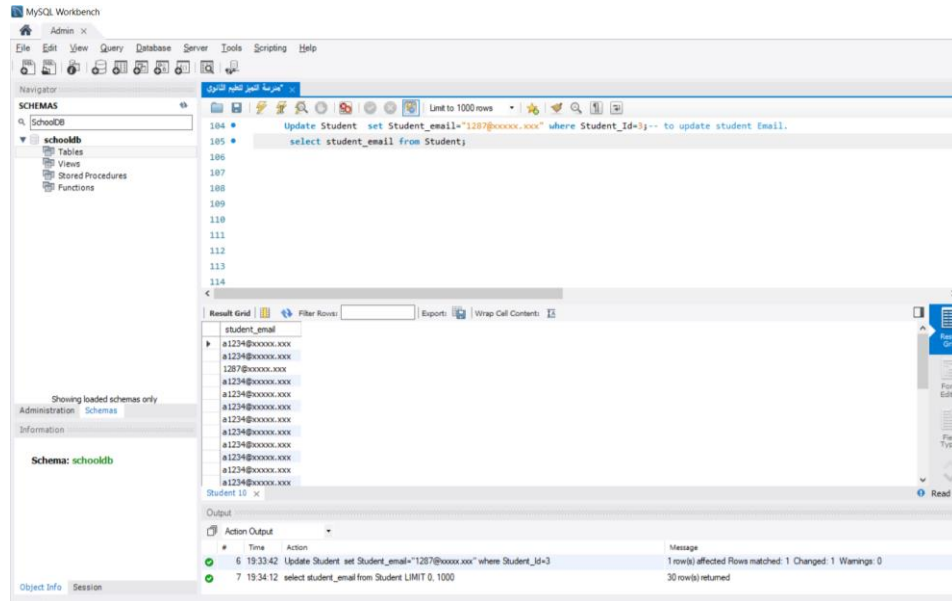 MySQL Workbench
Admin ×
File Edit View Query Database Server Tools Scripting Help
Navigator
مدرسة التميز لتعليم الثانوي* ×
SCHEMAS
Limit to 1000 rows
SchoolDB
schooldb
Tables
Views
Stored Procedures
Functions
104 Update Student set Student_email="1287@xxxxx.xxx" where Student_Id=3;-- to update student Email.
105 select student_email from Student;
106
107
108
109
110
111
112
113
114
Result Grid Filter Rows: Export: Wrap Cell Content:
student_email
a1234@xxxxx.xxx
a1234@xxxxx.xxx
1287@xxxxx.xxx
a1234@xxxxx.xxx
a1234@xxxxx.xxx
a1234@xxxxx.xxx
a1234@xxxxx.xxx
a1234@xxxxx.xxx
a1234@xxxxx.xxx
a1234@xxxxx.xxx
a1234@xxxxx.xxx
a1234@xxxxx.xxx
Showing loaded schemas only
Administration Schemas
Information
Schema: schooldb
Student 10 ×
Read
Output
Action Output
# Time Action Message
6 19:33:42 Update Student set Student_email="1287@xxxxx.xxx" where Student_Id=3 1 row(s) affected Rows matched: 1 Changed: 1 Warnings: 0
7 19:34:12 select student_email from Student LIMIT 0, 1000 30 row(s) returned
Object Info Session